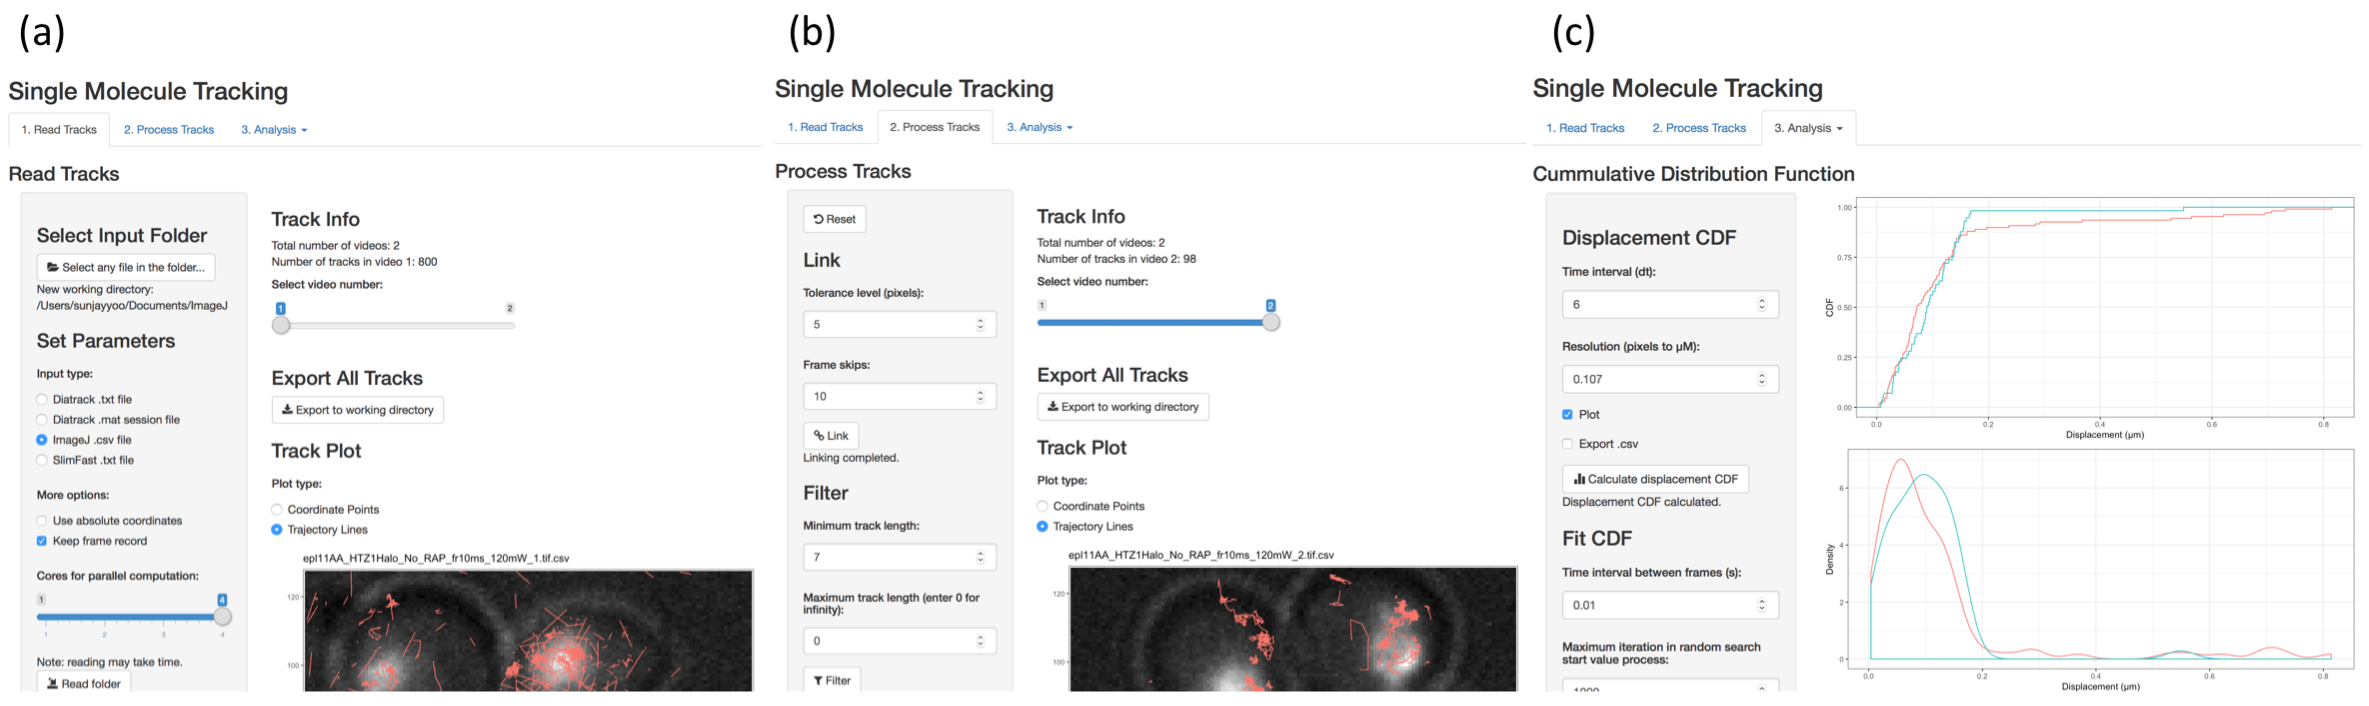 (a)
Single Molecule Tracking
1. Read Tracks
2. Process Tracks
3. Analysis
Read Tracks
Select Input Folder
Select any file in the folder...
New working directory:
/Users/sunjayyoo/Documents/ImageJ
Set Parameters
Input type:
Diatrack .txt file
Diatrack .mat session file
ImageJ .csv file
SlimFast .txt file
More options:
Use absolute coordinates
Keep frame record
Cores for parallel computation:
1
4
1
2
3
4
Note: reading may take time.
Read folder
Track Info
Total number of videos: 2
Number of tracks in video 1: 800
Select video number:
1
2
Export All Tracks
Export to working directory
Track Plot
Plot type:
Coordinate Points
Trajectory Lines
epl11AA_HTZ1Halo_No_RAP_fr10ms_120mW_1.tif.csv
120
100
(b)
Single Molecule Tracking
1. Read Tracks
2. Process Tracks
3. Analysis
Process Tracks
Reset
Link
Tolerance level (pixels):
5
Frame skips:
10
Link
Linking completed.
Filter
Minimum track length:
7
Maximum track length (enter 0 for
infinity):
0
Filter
Track Info
Total number of videos: 2
Number of tracks in video 2: 98
Select video number:
1
2
Export All Tracks
Export to working directory
Track Plot
Plot type:
Coordinate Points
Trajectory Lines
epl11AA_HTZ1Halo_No_RAP_fr10ms_120mW_2.tif.csv
120
100
(c)
Single Molecule Tracking
1. Read Tracks
2. Process Tracks
3. Analysis
Cummulative Distribution Function
Displacement CDF
Time interval (dt):
6
Resolution (pixels to µM):
0.107
Plot
Export .csv
Calculate displacement CDF
Displacement CDF calculated.
Fit CDF
Time interval between frames (s):
0.01
Maximum iteration in random search
start value process:
1000
1.00
0.75
0.50
0.25
0.00
CDF
0.0
0.2
0.4
0.6
0.8
Displacement (µm)
6
4
2
0
Density
0.0
0.2
0.4
0.6
0.8
Displacement (µm)